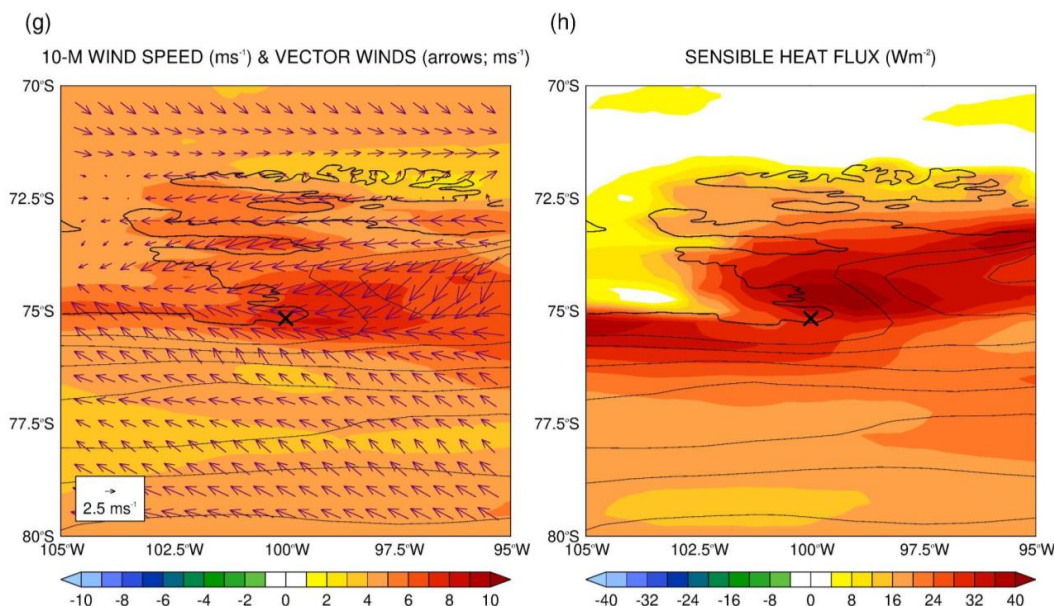 (g)
10-M WIND SPEED (ms⁻¹) & VECTOR WINDS (arrows; ms⁻¹)
70°S
72.5°S
75°S
77.5°S
80°S
2.5 ms⁻¹
105°W 102.5°W 100°W 97.5°W 95°W
-10 -8 -6 -4 -2 0 2 4 6 8 10
(h)
SENSIBLE HEAT FLUX (Wm⁻²)
70°S
72.5°S
75°S
77.5°S
80°S
105°W 102.5°W 100°W 97.5°W 95°W
-40 -32 -24 -16 -8 0 8 16 24 32 40